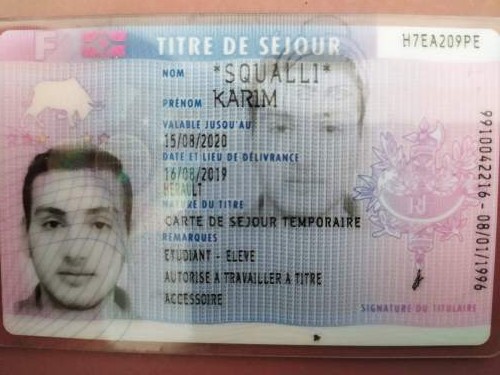 F TITRE DE SÉJOUR H7EA209PE
NOM *SQUALLI*
PRÉNOM KARIM
VALABLE JUSQU'AU
15/08/2020
DATE ET LIEU DE DÉLIVRANCE
16/08/2019
HERAULT
NATURE DU TITRE
CARTE DE SEJOUR TEMPORAIRE
REMARQUES
ETUDIANT - ELEVE
AUTORISE A TRAVAILLER A TITRE
ACCESSOIRE
SIGNATURE DU TITULAIRE
9910042216 - 08/01/1996